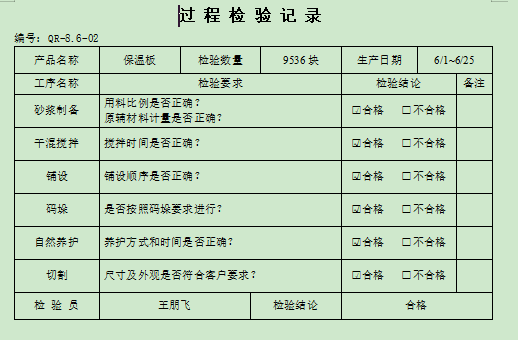 过程检验记录
编号：QR-8.6-02
产品名称 保温板 检验数量 9536块 生产日期 6/1~6/25
工序名称 检验要求 检验结论 备注
砂浆制备 用料比例是否正确？
原辅材料计量是否正确？ ☑合格 □不合格
干混搅拌 搅拌时间是否正确？ ☑合格 □不合格
铺设 铺设顺序是否正确？ ☑合格 □不合格
码垛 是否按照码垛要求进行？ ☑合格 □不合格
自然养护 养护方式和时间是否正确？ ☑合格 □不合格
切割 尺寸及外观是否符合客户要求？ ☑合格 □不合格
检验员 王朋飞 检验结论 合格